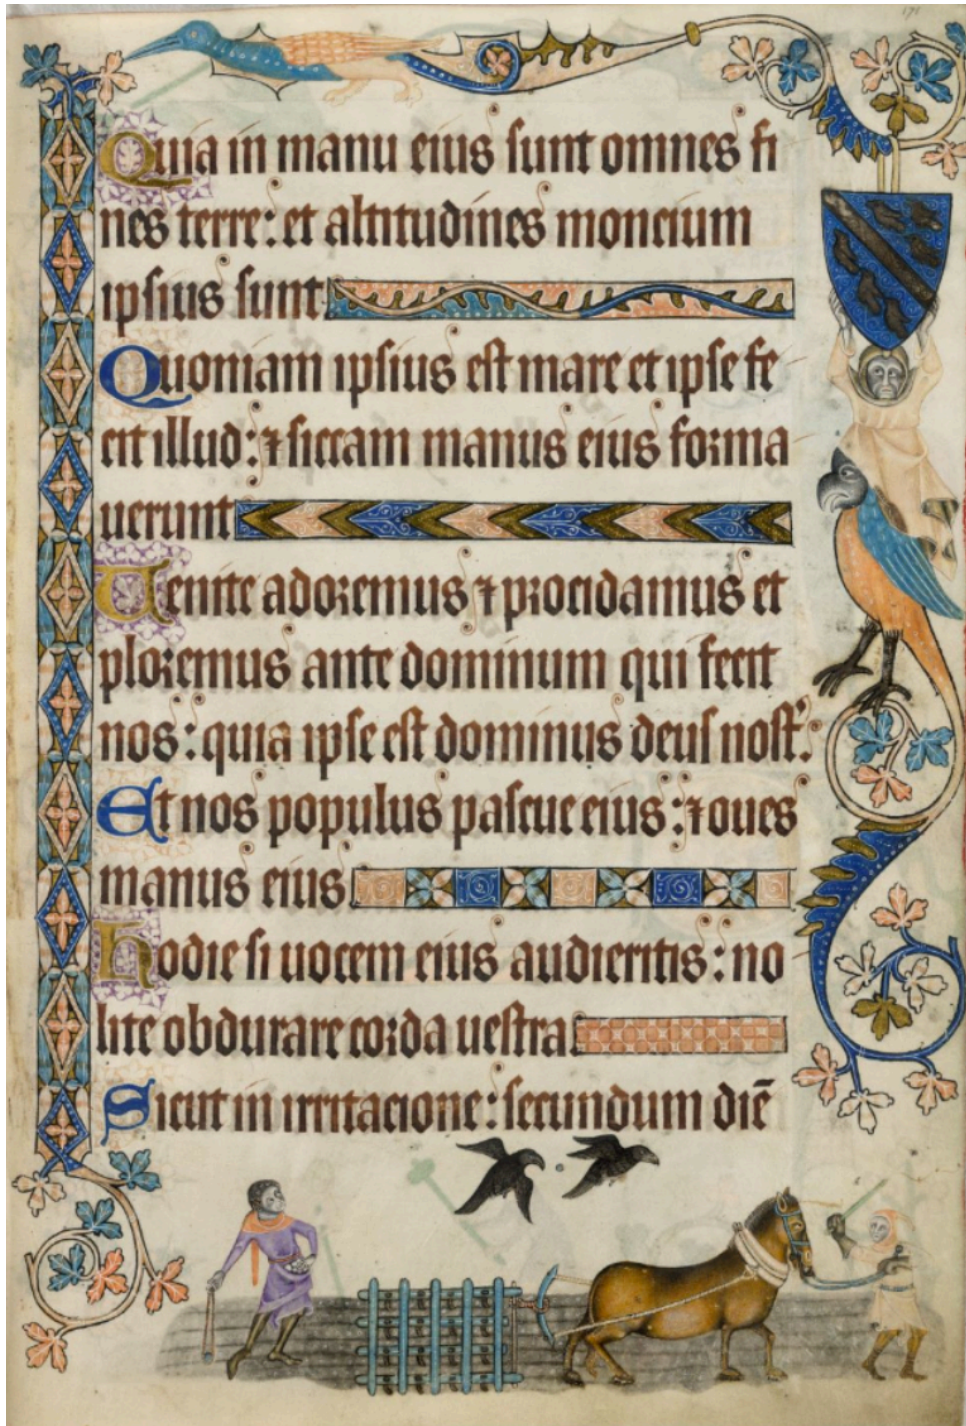 Quia in manu eius sunt omnes fi
nes terre: et altitudines moncium
ipsius sunt
Quoniam ipsius est mare et ipse fe
cit illud: ⁊ siccam manus eius forma
uerunt
Uenite adoremus ⁊ procidamus et
ploremus ante dominum qui fecit
nos: quia ipse est dominus deus nost̉.
Et nos populus pascue eius: ⁊ oues
manus eius
Hodie si uocem eius audieritis: no
lite obdurare corda uestra
Sicut in irritacione: secundum diē